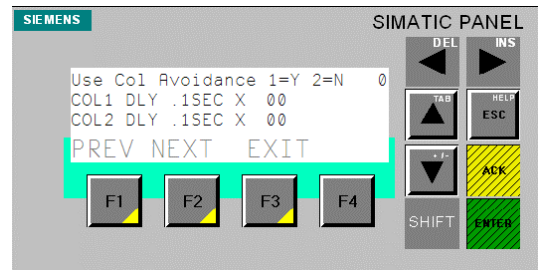 SIEMENS
SIMATIC PANEL
DEL
INS
Use Col Avoidance 1=Y 2=N 0
COL1 DLY .1SEC X 00
COL2 DLY .1SEC X 00
PREV NEXT EXIT
TAB
HELP
ESC
+/-
ACK
F1
F2
F3
F4
SHIFT
ENTER